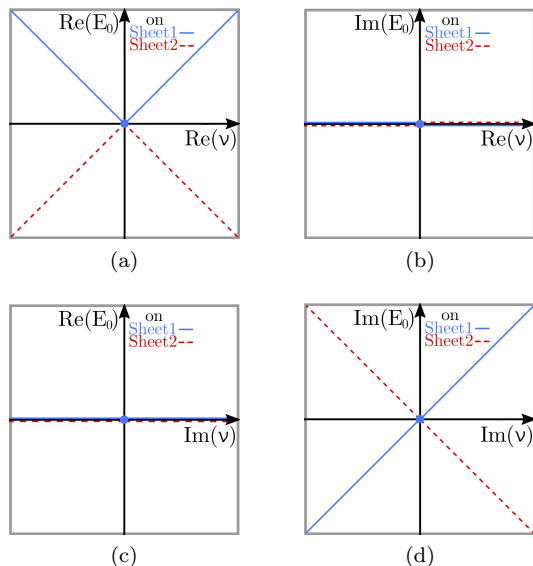 Re(E₀) on
Sheet1
Sheet2
Re(ν)
(a)
Im(E₀) on
Sheet1
Sheet2
Re(ν)
(b)
Re(E₀) on
Sheet1
Sheet2
Im(ν)
(c)
Im(E₀) on
Sheet1
Sheet2
Im(ν)
(d)